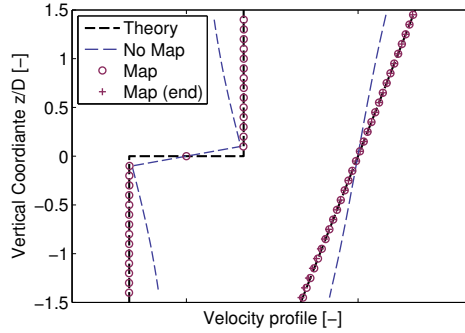 1.5
1
0.5
0
−0.5
−1
−1.5
Vertical Coordiante z/D [-]
Theory
No Map
Map
Map (end)
Velocity profile [-]